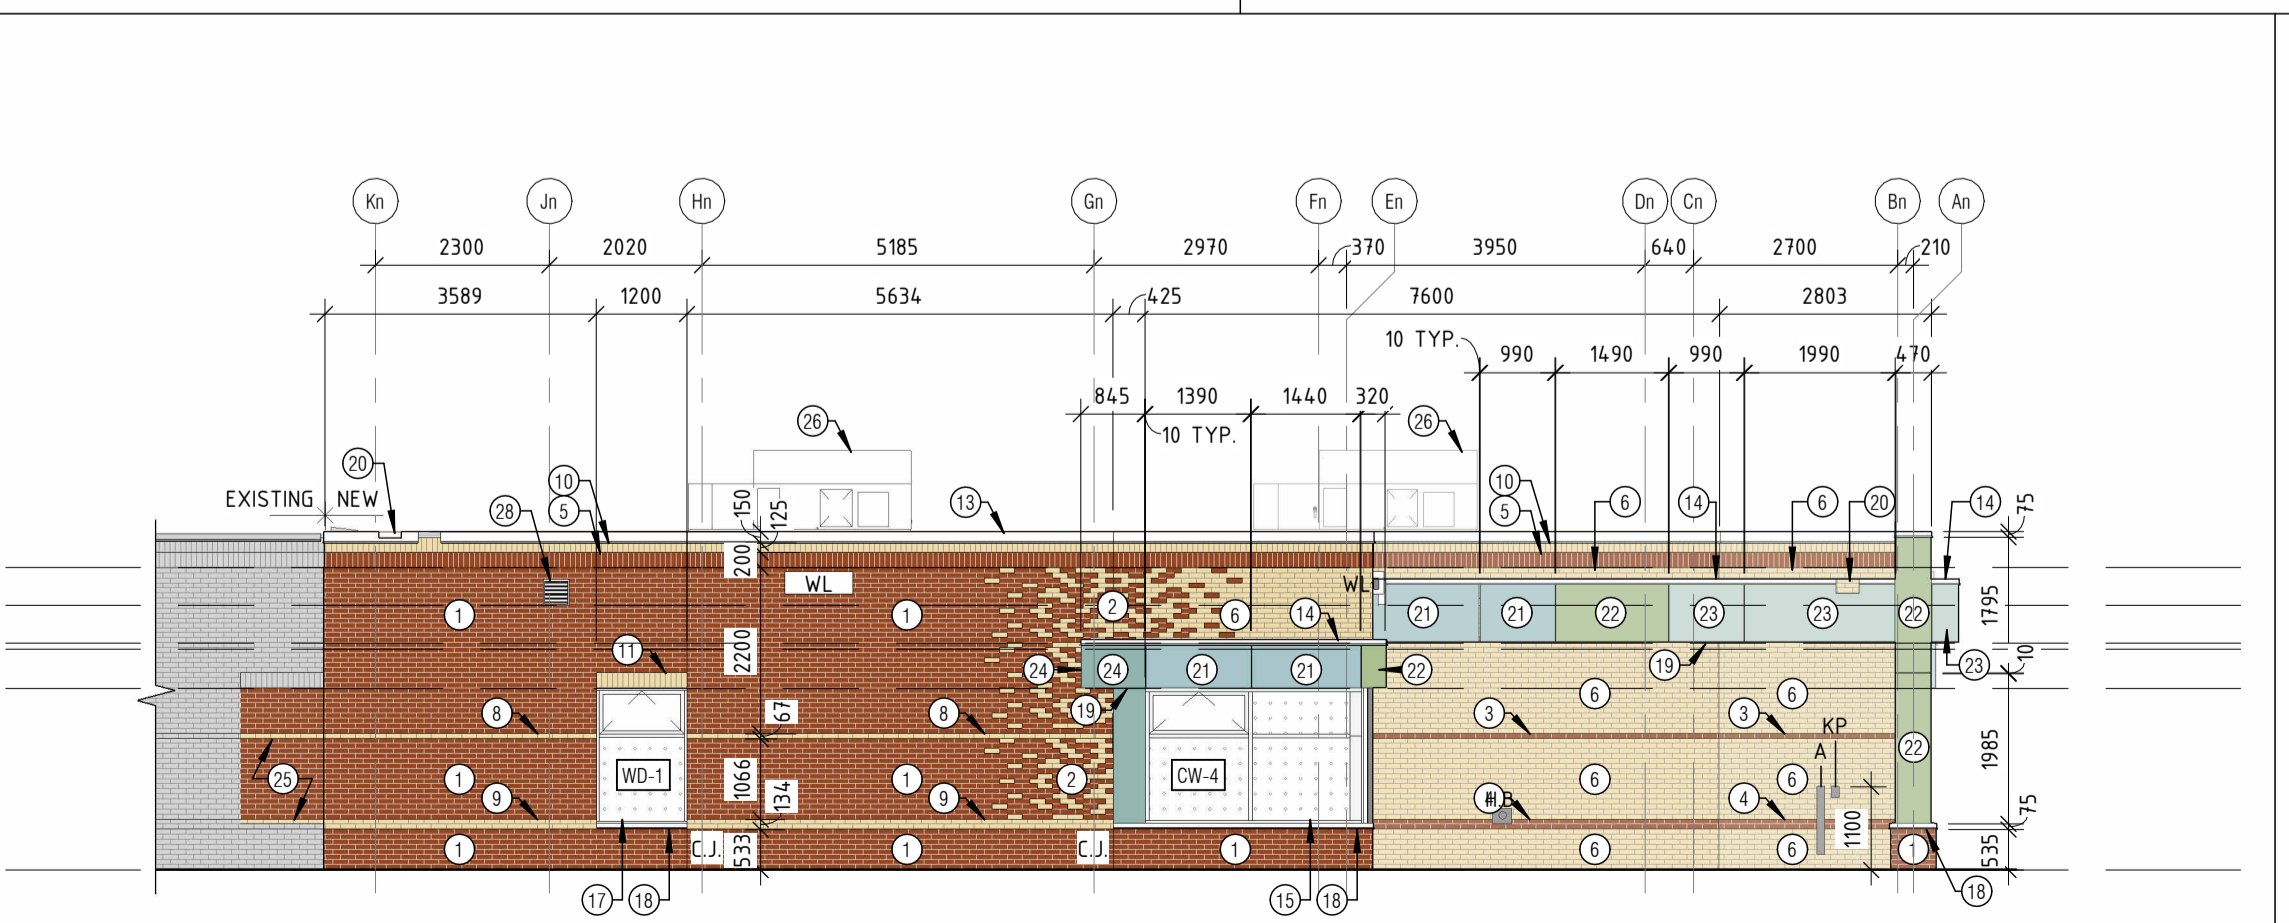 Kn Jn Hn Gn Fn En Dn Cn Bn An
2300 2020 5185 2970 370 3950 640 2700 210
3589 1200 5634 425 7600 2803
10 TYP. 990 1490 990 1990 470
845 1390 1440 320
10 TYP.
26 26
20 10 10
EXISTING NEW 28 5 150 125 13 5 6 14 6 20 14 75
200 WL WL
1 1 2 6 14 21 21 22 23 23 22 1795
11 2200 24 24 21 21 22 19 23 10
8 67 8 19 6 6
3 3 KP
A 22 1985
25 1 WD-1 1066 134 1 2 CW-4 6 6
9 9 4 H.B 4 75
1 C.J. 533 1 C.J. 1 6 6 1100 1 535
17 18 15 18 18